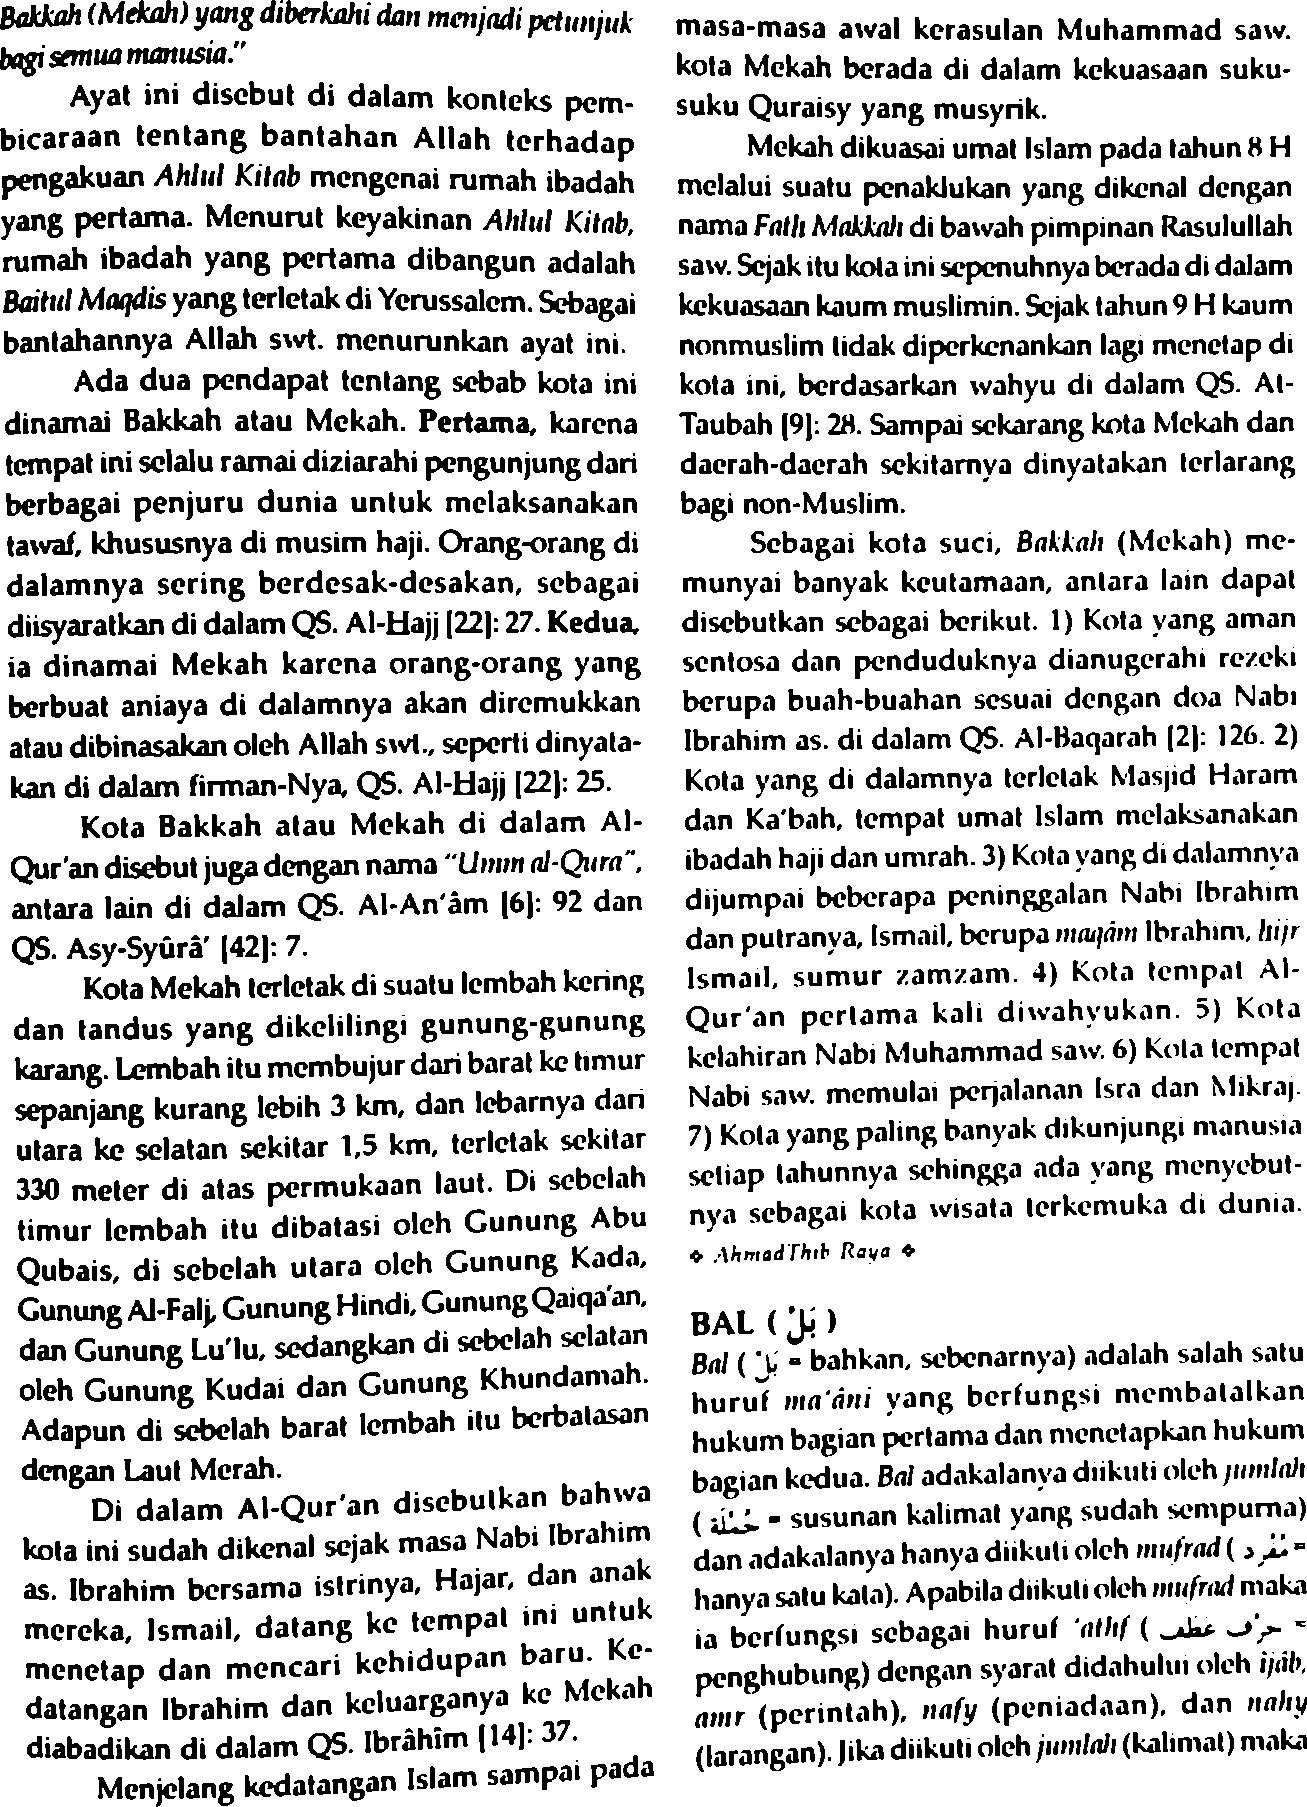 Bakkah (Mekah) yang diberkahi dan menjadi petunjuk
bagi semua manusia."
Ayat ini disebut di dalam konteks pem-
bicaraan tentang bantahan Allah terhadap
pengakuan Ahlul Kitab mengenai rumah ibadah
yang pertama. Menurut keyakinan Ahlul Kitab,
rumah ibadah yang pertama dibangun adalah
Baitul Maqdis yang terletak di Yerussalem. Sebagai
bantahannya Allah swt. menurunkan ayat ini.
Ada dua pendapat tentang sebab kota ini
dinamai Bakkah atau Mekah. Pertama, karena
tempat ini selalu ramai diziarahi pengunjung dari
berbagai penjuru dunia untuk melaksanakan
tawaf, khususnya di musim haji. Orang-orang di
dalamnya sering berdesak-desakan, sebagai
diisyaratkan di dalam QS. Al-Hajj [22]: 27. Kedua,
ia dinamai Mekah karena orang-orang yang
berbuat aniaya di dalamnya akan diremukkan
atau dibinasakan oleh Allah swt., seperti dinyata-
kan di dalam firman-Nya, QS. Al-Hajj [22]: 25.
Kota Bakkah atau Mekah di dalam Al-
Qur'an disebut juga dengan nama "Umm al-Qura",
antara lain di dalam QS. Al-An'âm [6]: 92 dan
QS. Asy-Syûrâ' [42]: 7.
Kota Mekah terletak di suatu lembah kering
dan tandus yang dikelilingi gunung-gunung
karang. Lembah itu membujur dari barat ke timur
sepanjang kurang lebih 3 km, dan lebarnya dari
utara ke selatan sekitar 1,5 km, terletak sekitar
330 meter di atas permukaan laut. Di sebelah
timur lembah itu dibatasi oleh Gunung Abu
Qubais, di sebelah utara oleh Gunung Kada,
Gunung Al-Falj, Gunung Hindi, Gunung Qaiqa'an,
dan Gunung Lu'lu, sedangkan di sebelah selatan
oleh Gunung Kudai dan Gunung Khundamah.
Adapun di sebelah barat lembah itu berbatasan
dengan Laut Merah.
Di dalam Al-Qur'an disebutkan bahwa
kota ini sudah dikenal sejak masa Nabi Ibrahim
as. Ibrahim bersama istrinya, Hajar, dan anak
mereka, Ismail, datang ke tempat ini untuk
menetap dan mencari kehidupan baru. Ke-
datangan Ibrahim dan keluarganya ke Mekah
diabadikan di dalam QS. Ibrâhîm [14]: 37.
Menjelang kedatangan Islam sampai pada
masa-masa awal kerasulan Muhammad saw.
kota Mekah berada di dalam kekuasaan suku-
suku Quraisy yang musyrik.
Mekah dikuasai umat Islam pada tahun 8 H
melalui suatu penaklukan yang dikenal dengan
nama Fath Makkah di bawah pimpinan Rasulullah
saw. Sejak itu kota ini sepenuhnya berada di dalam
kekuasaan kaum muslimin. Sejak tahun 9 H kaum
nonmuslim tidak diperkenankan lagi menetap di
kota ini, berdasarkan wahyu di dalam QS. At-
Taubah [9]: 28. Sampai sekarang kota Mekah dan
daerah-daerah sekitarnya dinyatakan terlarang
bagi non-Muslim.
Sebagai kota suci, Bakkah (Mekah) me-
munyai banyak keutamaan, antara lain dapat
disebutkan sebagai berikut. 1) Kota yang aman
sentosa dan penduduknya dianugerahi rezeki
berupa buah-buahan sesuai dengan doa Nabi
Ibrahim as. di dalam QS. Al-Baqarah [2]: 126. 2)
Kota yang di dalamnya terletak Masjid Haram
dan Ka'bah, tempat umat Islam melaksanakan
ibadah haji dan umrah. 3) Kota yang di dalamnya
dijumpai beberapa peninggalan Nabi Ibrahim
dan putranya, Ismail, berupa maqâm Ibrahim, hijr
Ismail, sumur zamzam. 4) Kota tempat Al-
Qur'an pertama kali diwahyukan. 5) Kota
kelahiran Nabi Muhammad saw. 6) Kota tempat
Nabi saw. memulai perjalanan Isra dan Mikraj.
7) Kota yang paling banyak dikunjungi manusia
setiap tahunnya sehingga ada yang menyebut-
nya sebagai kota wisata terkemuka di dunia.
❖ Ahmad Thib Raya ❖
BAL ( بَلْ )
Bal ( بَلْ = bahkan, sebenarnya) adalah salah satu
huruf ma'âni yang berfungsi membatalkan
hukum bagian pertama dan menetapkan hukum
bagian kedua. Bal adakalanya diikuti oleh jumlah
( جُمْلَة = susunan kalimat yang sudah sempurna)
dan adakalanya hanya diikuti oleh mufrad ( مُفْرَد =
hanya satu kata). Apabila diikuti oleh mufrad maka
ia berfungsi sebagai huruf 'athf ( حرف عطف =
penghubung) dengan syarat didahului oleh ijâb,
amr (perintah), nafy (peniadaan), dan nahy
(larangan). Jika diikuti oleh jumlah (kalimat) maka